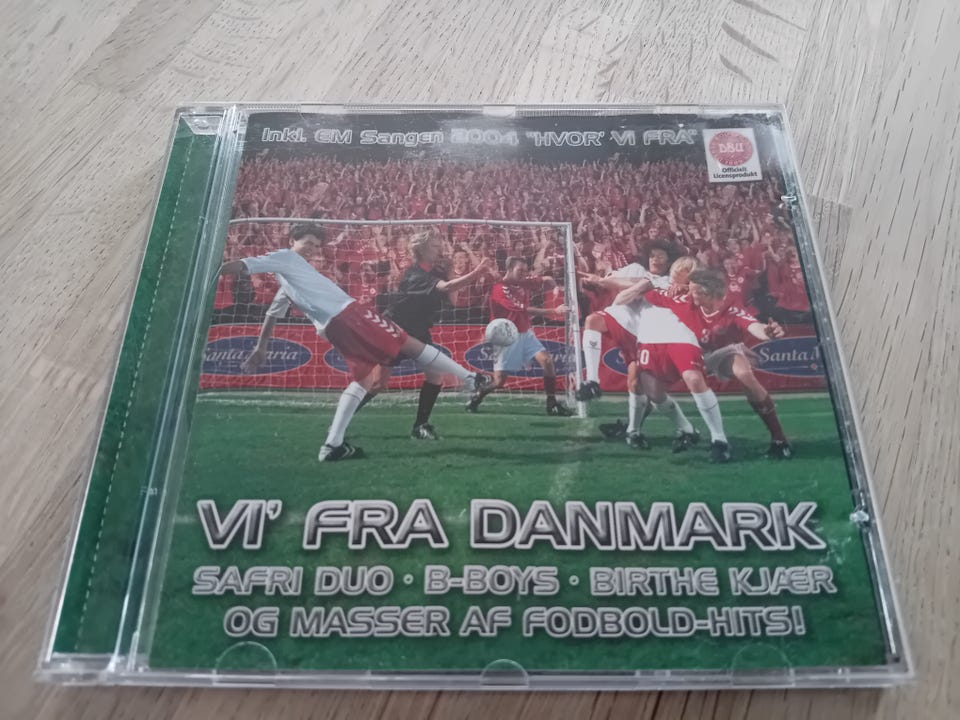 Inkl. EM Sangen 2004 "HVOR' VI FRA"
DBU
Officielt
Licensprodukt
Santa Maria
Santa Maria
Santa M
VI' FRA DANMARK
SAFRI DUO • B-BOYS • BIRTHE KJÆR
OG MASSER AF FODBOLD-HITS!